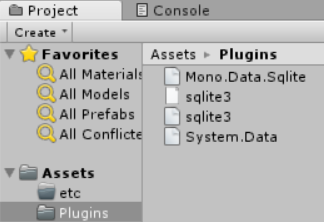 Project
Console
Create
Favorites
All Materials
All Models
All Prefabs
All Conflicte
Assets
etc
Plugins
Assets ▸ Plugins
Mono.Data.Sqlite
sqlite3
sqlite3
System.Data